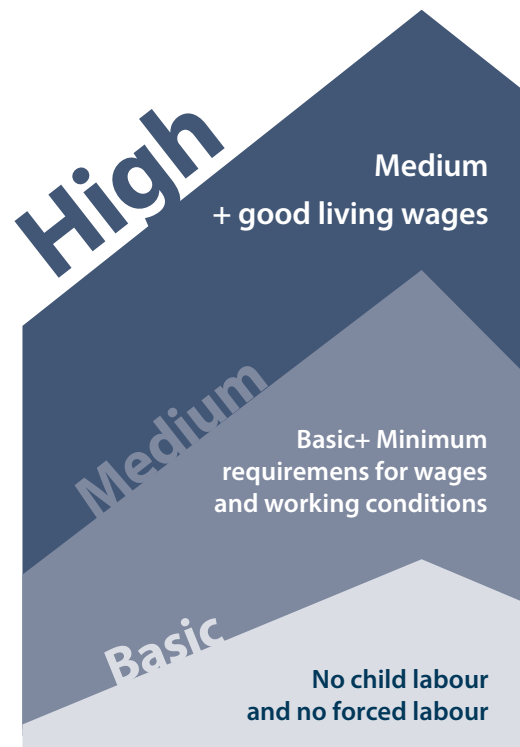 High
Medium
+ good living wages
Medium
Basic+ Minimum
requiremens for wages
and working conditions
Basic
No child labour
and no forced labour